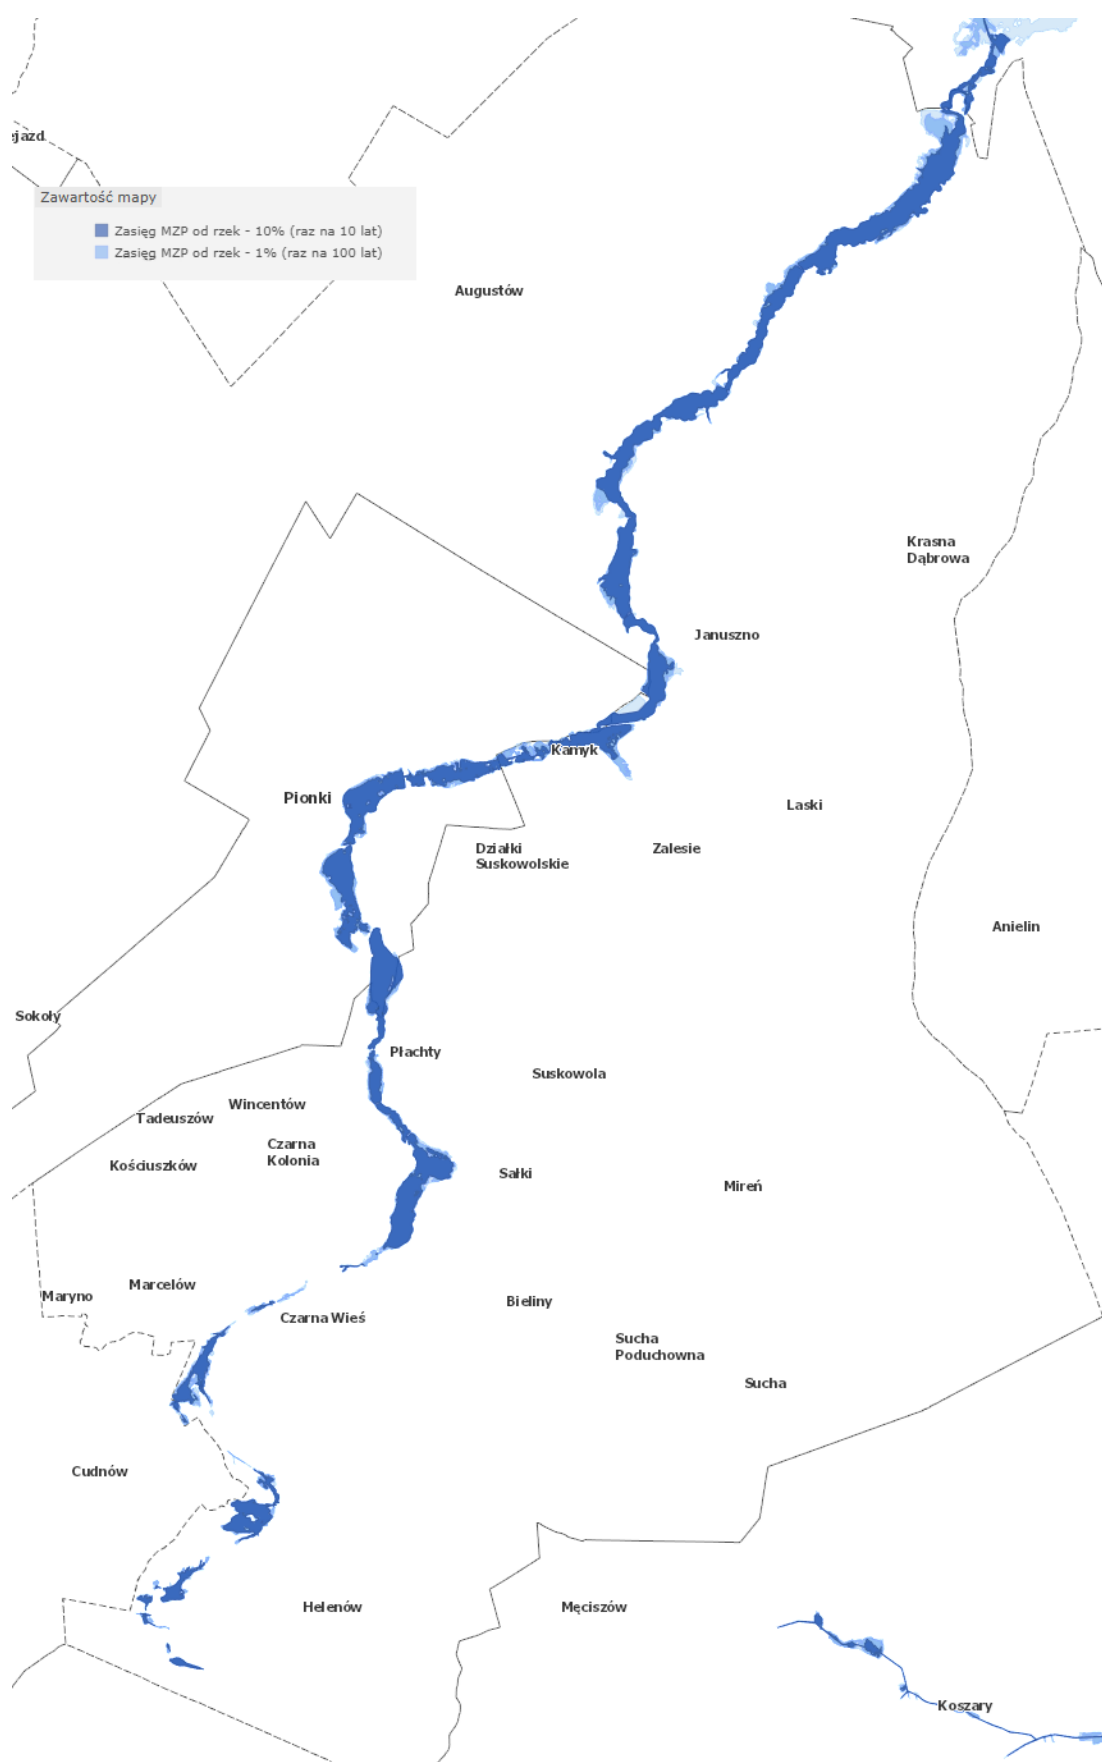 ejazd
Zawartość mapy
Zasięg MZP od rzek - 10% (raz na 10 lat)
Zasięg MZP od rzek - 1% (raz na 100 lat)
Augustów
Krasna
Dąbrowa
Januszno
Kamyk
Pionki
Laski
Działki
Suskowolskie
Zalesie
Anielin
Sokoły
Płachty
Suskowola
Wincentów
Tadeuszów
Czarna
Kolonia
Kościuszków
Sałki
Mireń
Marcelów
Maryno
Bieliny
Czarna Wieś
Sucha
Poduchowna
Sucha
Cudnów
Helenów
Męciszów
Koszary